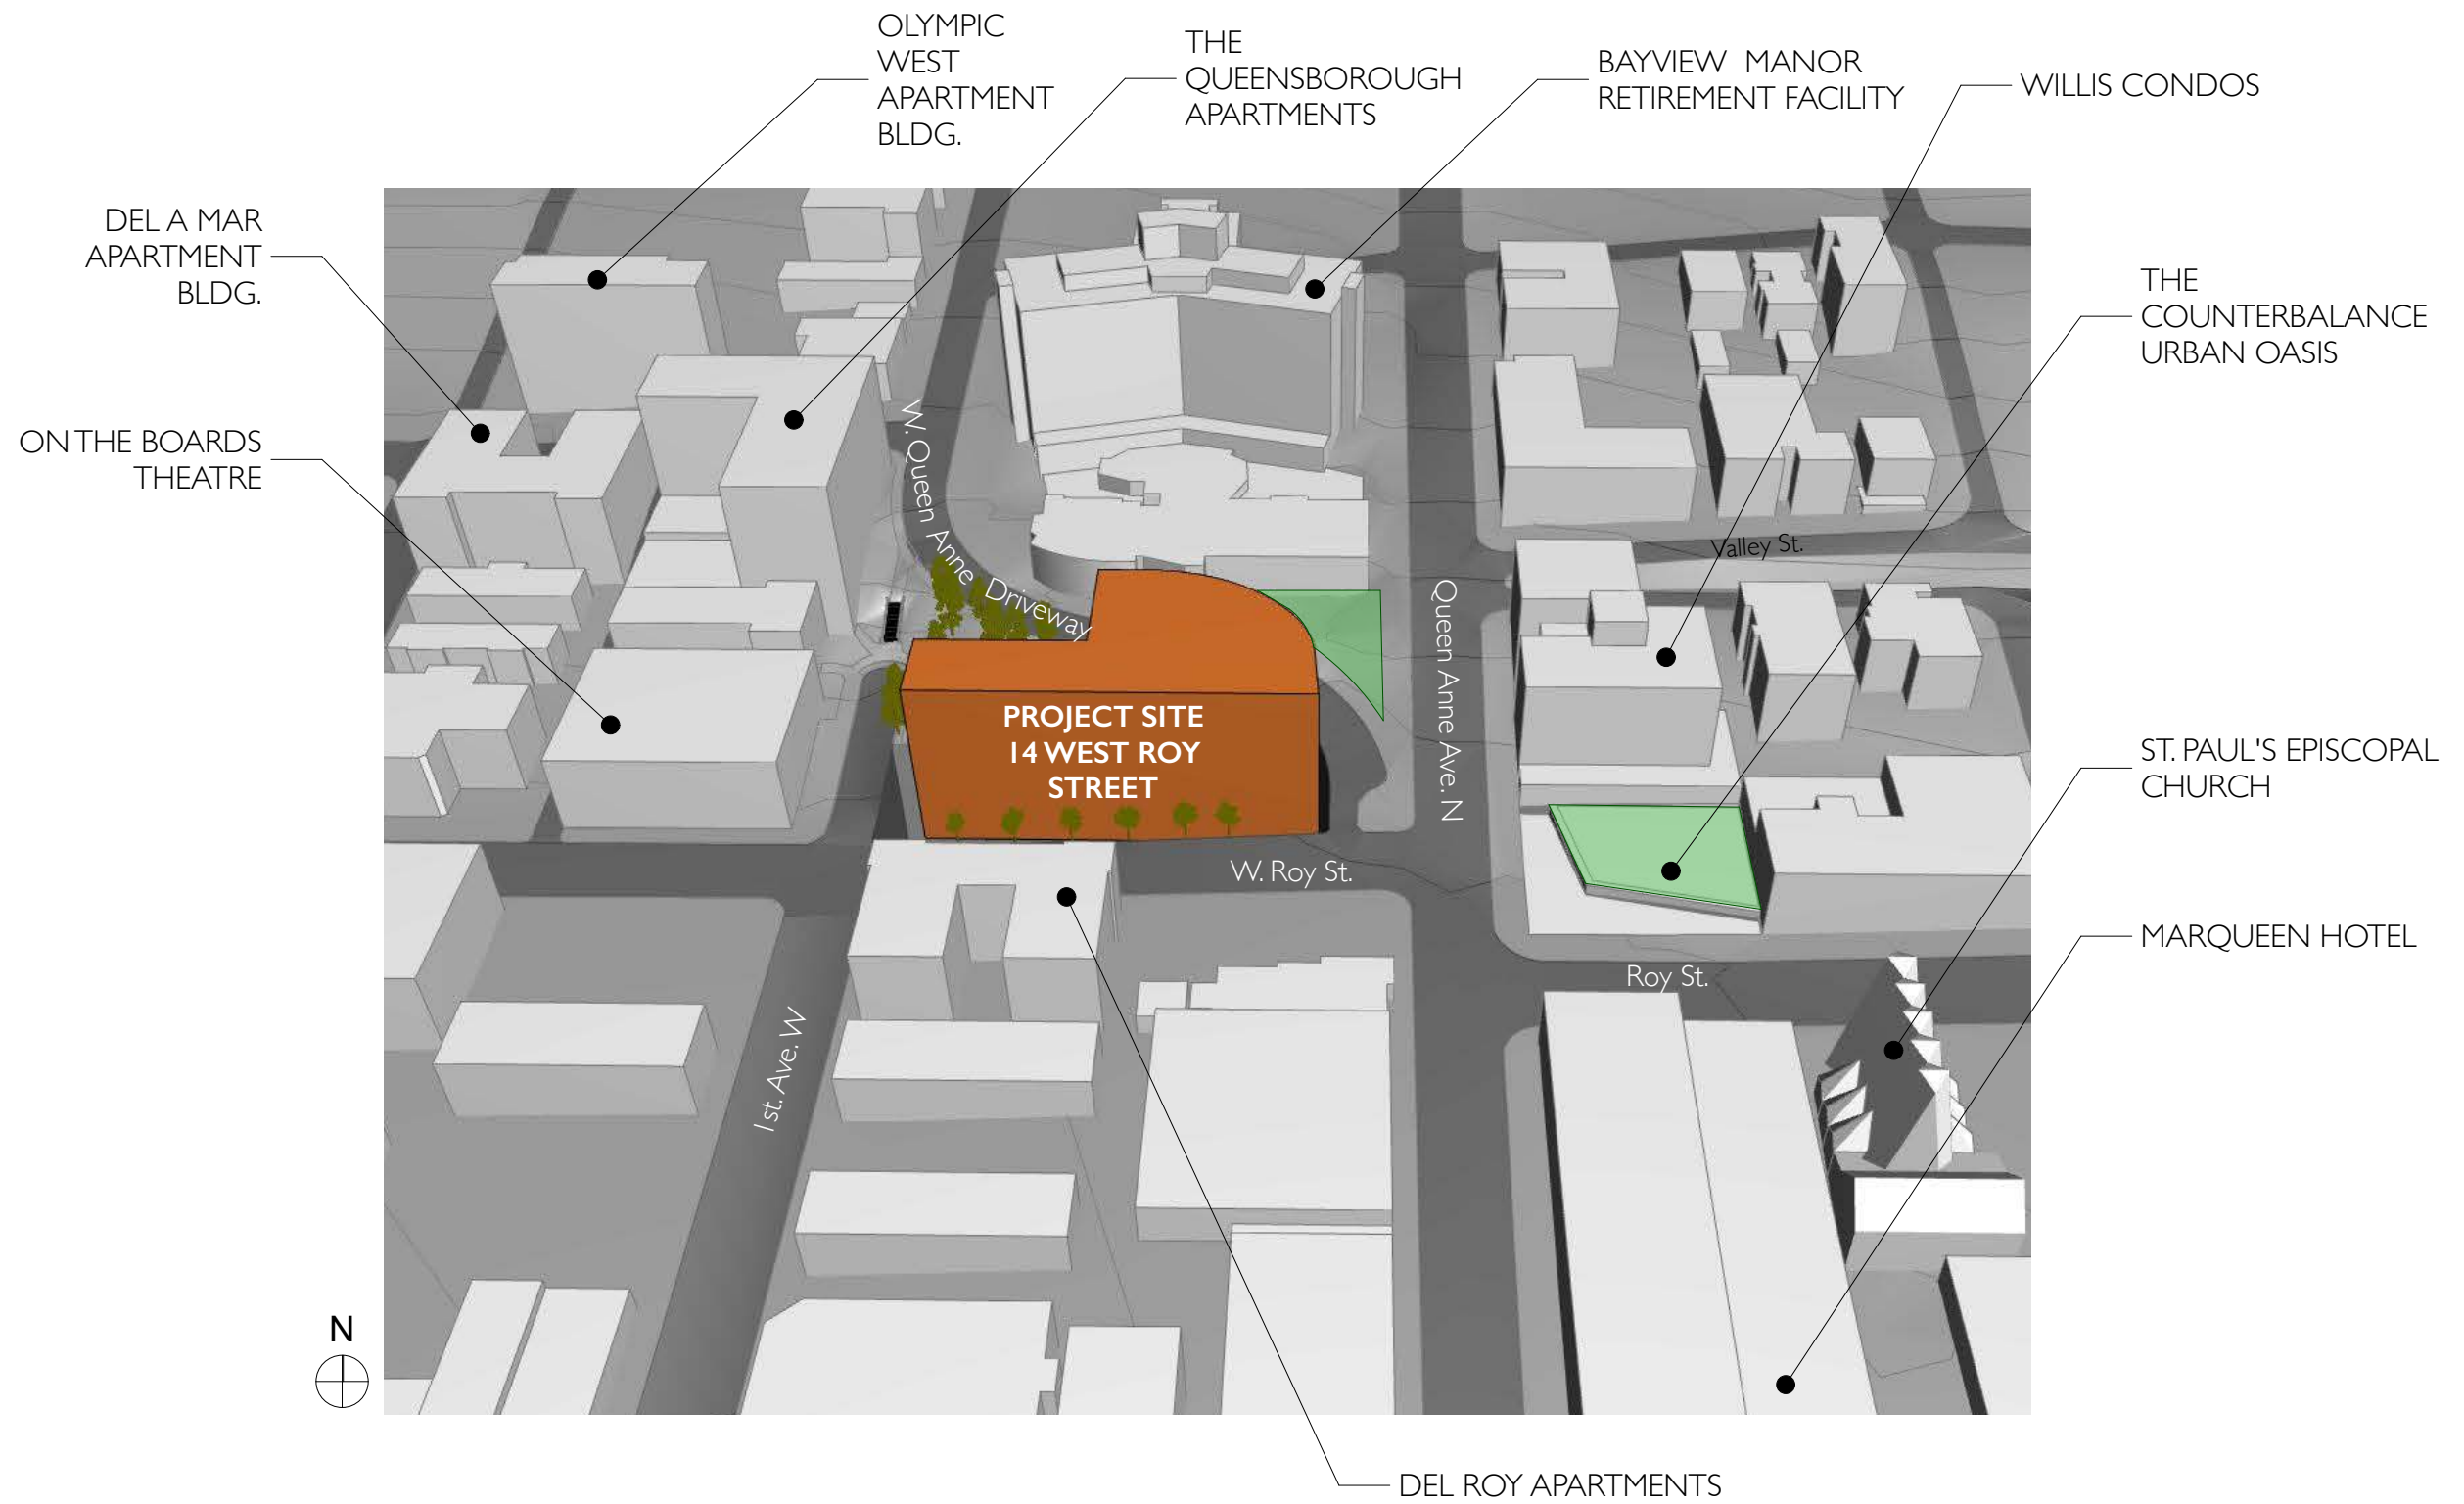 OLYMPIC
WEST
APARTMENT
BLDG.
THE
QUEENSBOROUGH
APARTMENTS
BAYVIEW MANOR
RETIREMENT FACILITY
WILLIS CONDOS
DEL A MAR
APARTMENT
BLDG.
ON THE BOARDS
THEATRE
THE
COUNTERBALANCE
URBAN OASIS
W. Queen Anne Driveway
Valley St.
Queen Anne Ave. N
PROJECT SITE
14 WEST ROY
STREET
ST. PAUL'S EPISCOPAL
CHURCH
W. Roy St.
MARQUEEN HOTEL
Roy St.
1st. Ave. W
N
DEL ROY APARTMENTS